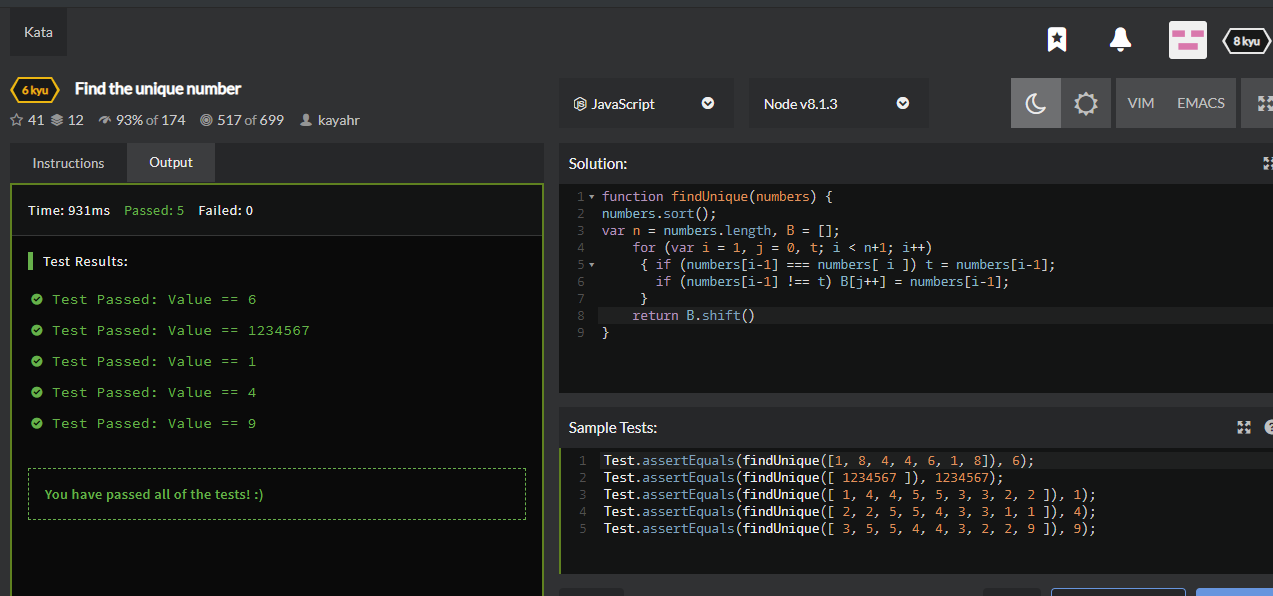 Kata
8 kyu
6 kyu Find the unique number
41 12 93% of 174 517 of 699 kayahr
JavaScript
Node v8.1.3
VIM EMACS
Instructions Output
Time: 931ms Passed: 5 Failed: 0
Test Results:
Test Passed: Value == 6
Test Passed: Value == 1234567
Test Passed: Value == 1
Test Passed: Value == 4
Test Passed: Value == 9
You have passed all of the tests! :)
Solution:
1 function findUnique(numbers) {
2 numbers.sort();
3 var n = numbers.length, B = [];
4 for (var i = 1, j = 0, t; i < n+1; i++)
5 { if (numbers[i-1] === numbers[ i ]) t = numbers[i-1];
6 if (numbers[i-1] !== t) B[j++] = numbers[i-1];
7 }
8 return B.shift()
9 }
Sample Tests:
?
1 Test.assertEquals(findUnique([1, 8, 4, 4, 6, 1, 8]), 6);
2 Test.assertEquals(findUnique([ 1234567 ]), 1234567);
3 Test.assertEquals(findUnique([ 1, 4, 4, 5, 5, 3, 3, 2, 2 ]), 1);
4 Test.assertEquals(findUnique([ 2, 2, 5, 5, 4, 3, 3, 1, 1 ]), 4);
5 Test.assertEquals(findUnique([ 3, 5, 5, 4, 4, 3, 2, 2, 9 ]), 9);